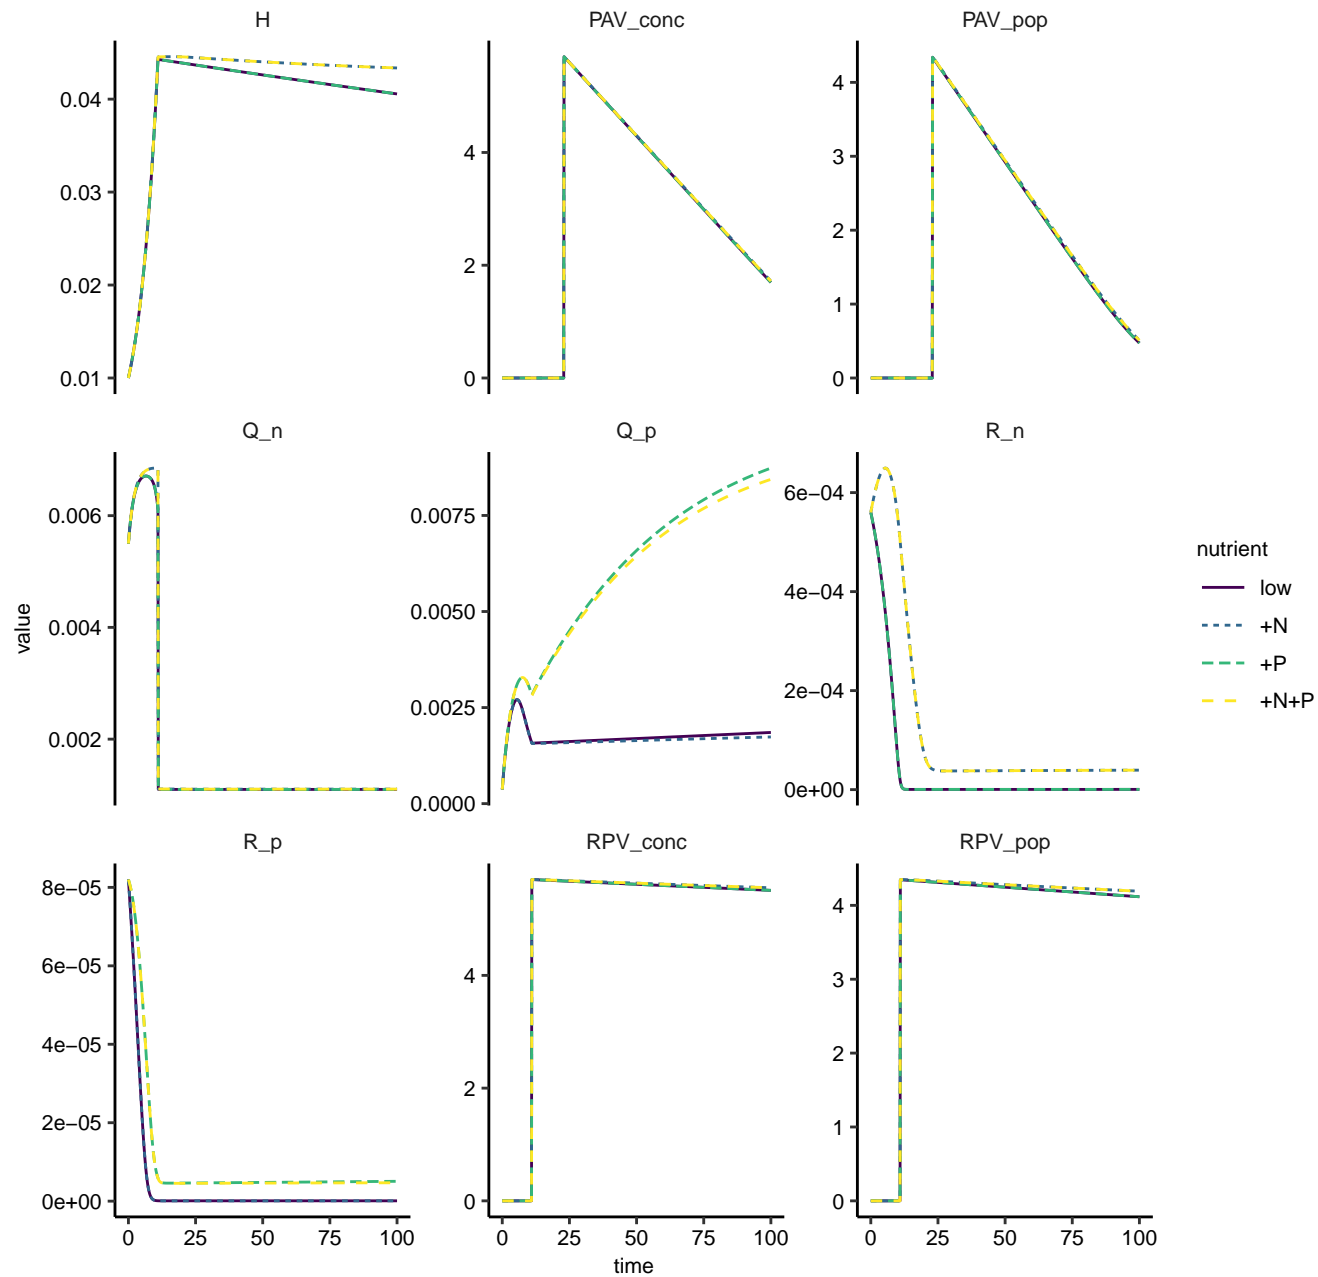 H
PAV_conc
PAV_pop
0.04
0.03
0.02
0.01
4
2
0
4
3
2
1
0
Q_n
Q_p
R_n
0.006
0.004
0.002
0.0075
0.0050
0.0025
0.0000
6e−04
4e−04
2e−04
0e+00
R_p
RPV_conc
RPV_pop
8e−05
6e−05
4e−05
2e−05
0e+00
4
2
0
4
3
2
1
0
0 25 50 75 100
0 25 50 75 100
0 25 50 75 100
time
value
nutrient
low
+N
+P
+N+P